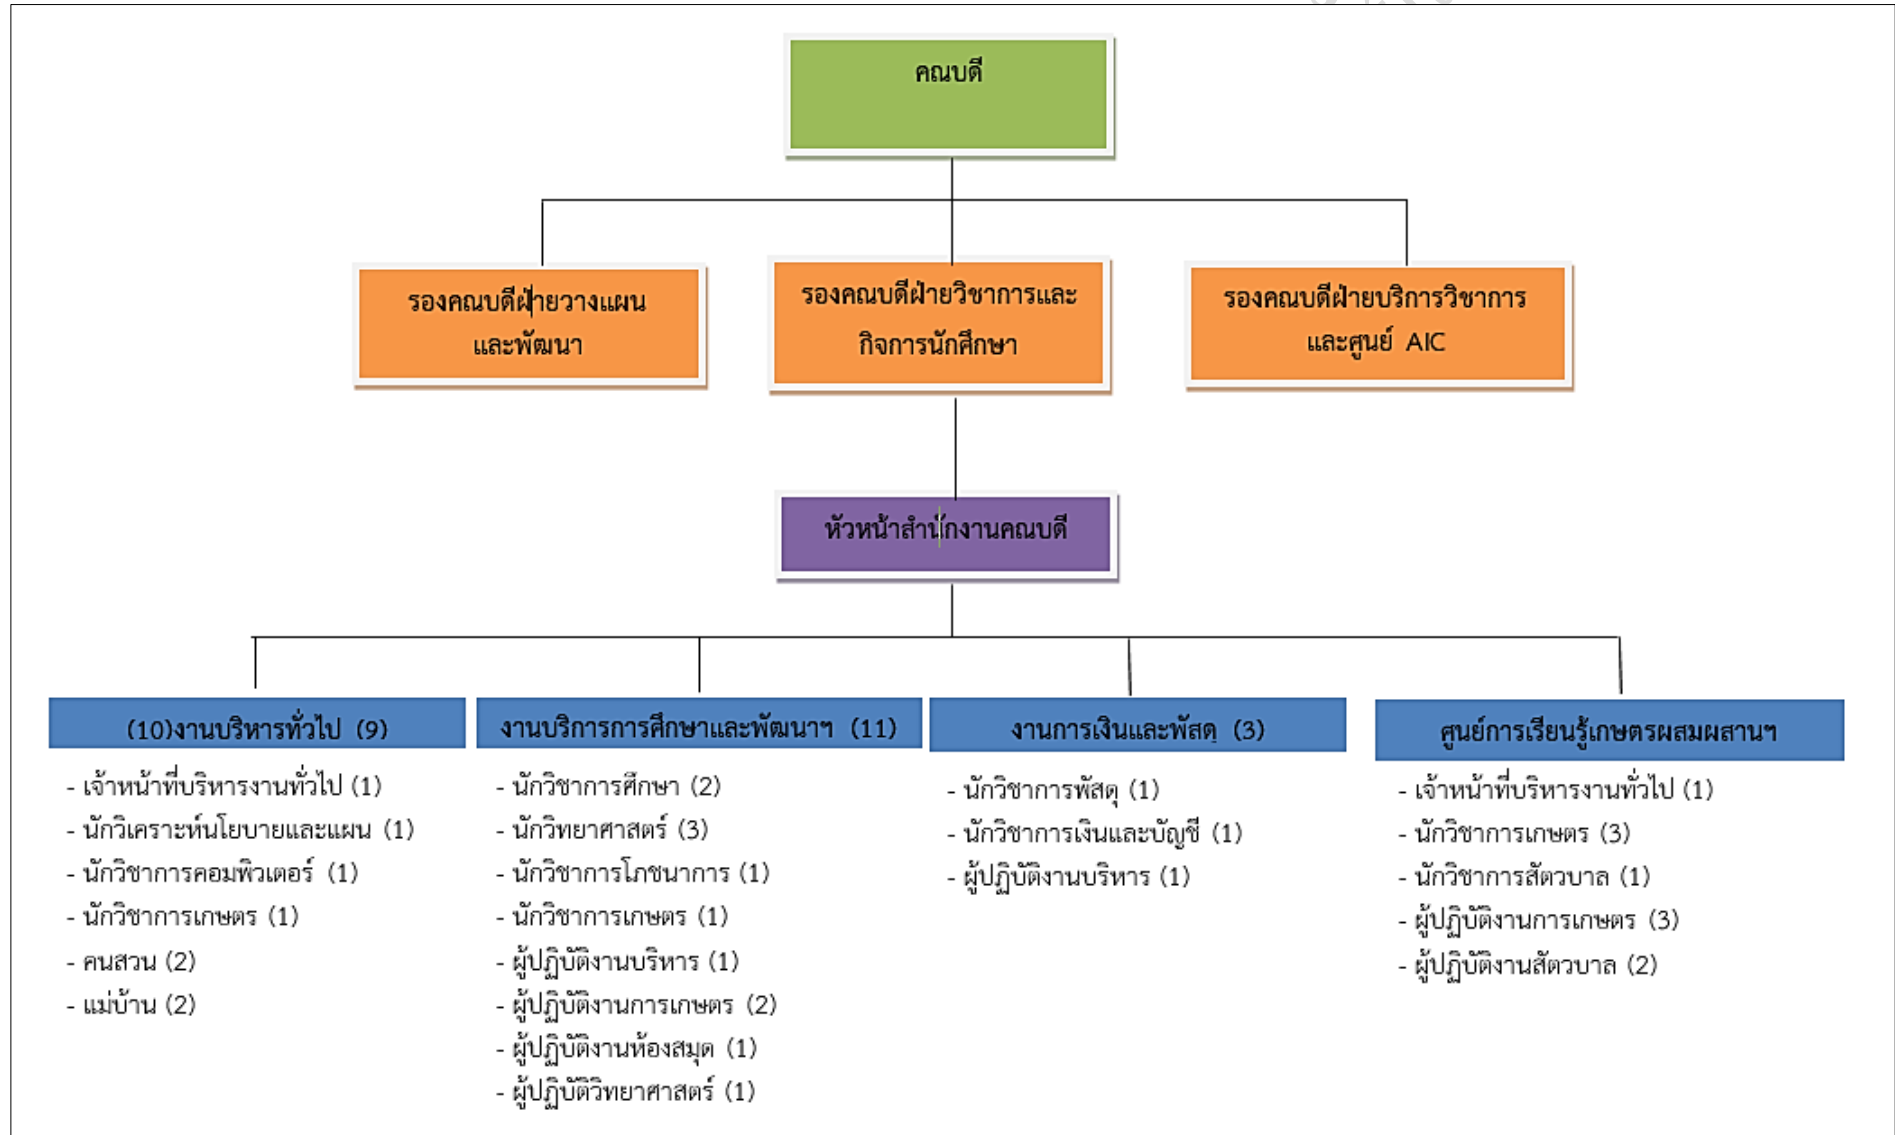 คณบดี
รองคณบดีฝ่ายวางแผน
และพัฒนา
รองคณบดีฝ่ายวิชาการและ
กิจการนักศึกษา
รองคณบดีฝ่ายบริการวิชาการ
และศูนย์ AIC
หัวหน้าสำนักงานคณบดี
(10)งานบริหารทั่วไป (9)
- เจ้าหน้าที่บริหารงานทั่วไป (1)
- นักวิเคราะห์นโยบายและแผน (1)
- นักวิชาการคอมพิวเตอร์ (1)
- นักวิชาการเกษตร (1)
- คนสวน (2)
- แม่บ้าน (2)
งานบริการการศึกษาและพัฒนาฯ (11)
- นักวิชาการศึกษา (2)
- นักวิทยาศาสตร์ (3)
- นักวิชาการโภชนาการ (1)
- นักวิชาการเกษตร (1)
- ผู้ปฏิบัติงานบริหาร (1)
- ผู้ปฏิบัติงานการเกษตร (2)
- ผู้ปฏิบัติงานห้องสมุด (1)
- ผู้ปฏิบัติวิทยาศาสตร์ (1)
งานการเงินและพัสดุ (3)
- นักวิชาการพัสดุ (1)
- นักวิชาการเงินและบัญชี (1)
- ผู้ปฏิบัติงานบริหาร (1)
ศูนย์การเรียนรู้เกษตรผสมผสานฯ
- เจ้าหน้าที่บริหารงานทั่วไป (1)
- นักวิชาการเกษตร (3)
- นักวิชาการสัตวบาล (1)
- ผู้ปฏิบัติงานการเกษตร (3)
- ผู้ปฏิบัติงานสัตวบาล (2)